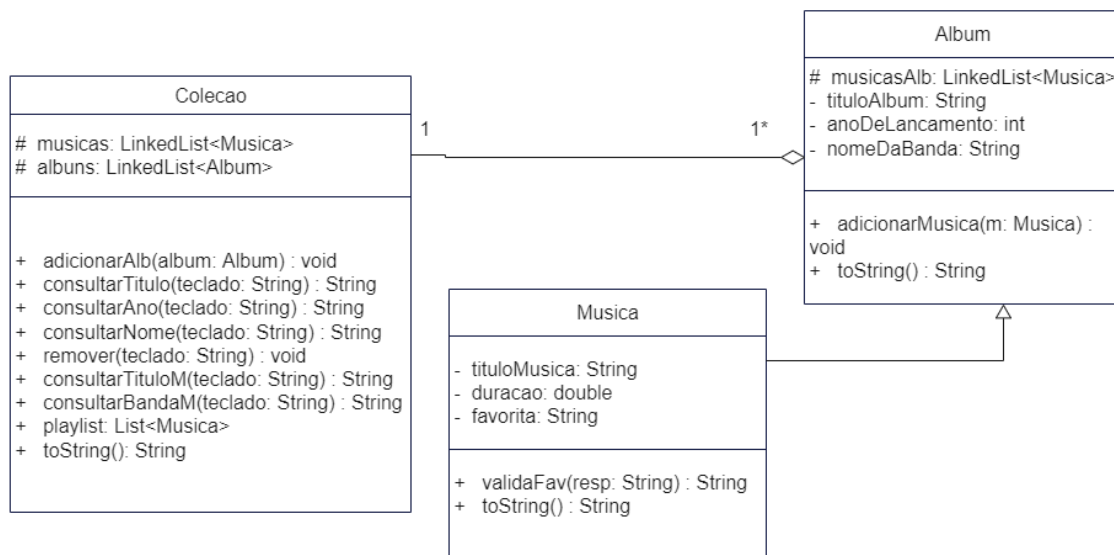 Colecao
# musicas: LinkedList<Musica>
# albuns: LinkedList<Album>
+ adicionarAlb(album: Album) : void
+ consultarTitulo(teclado: String) : String
+ consultarAno(teclado: String) : String
+ consultarNome(teclado: String) : String
+ remover(teclado: String) : void
+ consultarTituloM(teclado: String) : String
+ consultarBandaM(teclado: String) : String
+ playlist: List<Musica>
+ toString(): String
1
1*
Album
# musicasAlb: LinkedList<Musica>
- tituloAlbum: String
- anoDeLancamento: int
- nomeDaBanda: String
+ adicionarMusica(m: Musica) :
void
+ toString() : String
Musica
- tituloMusica: String
- duracao: double
- favorita: String
+ validaFav(resp: String) : String
+ toString() : String